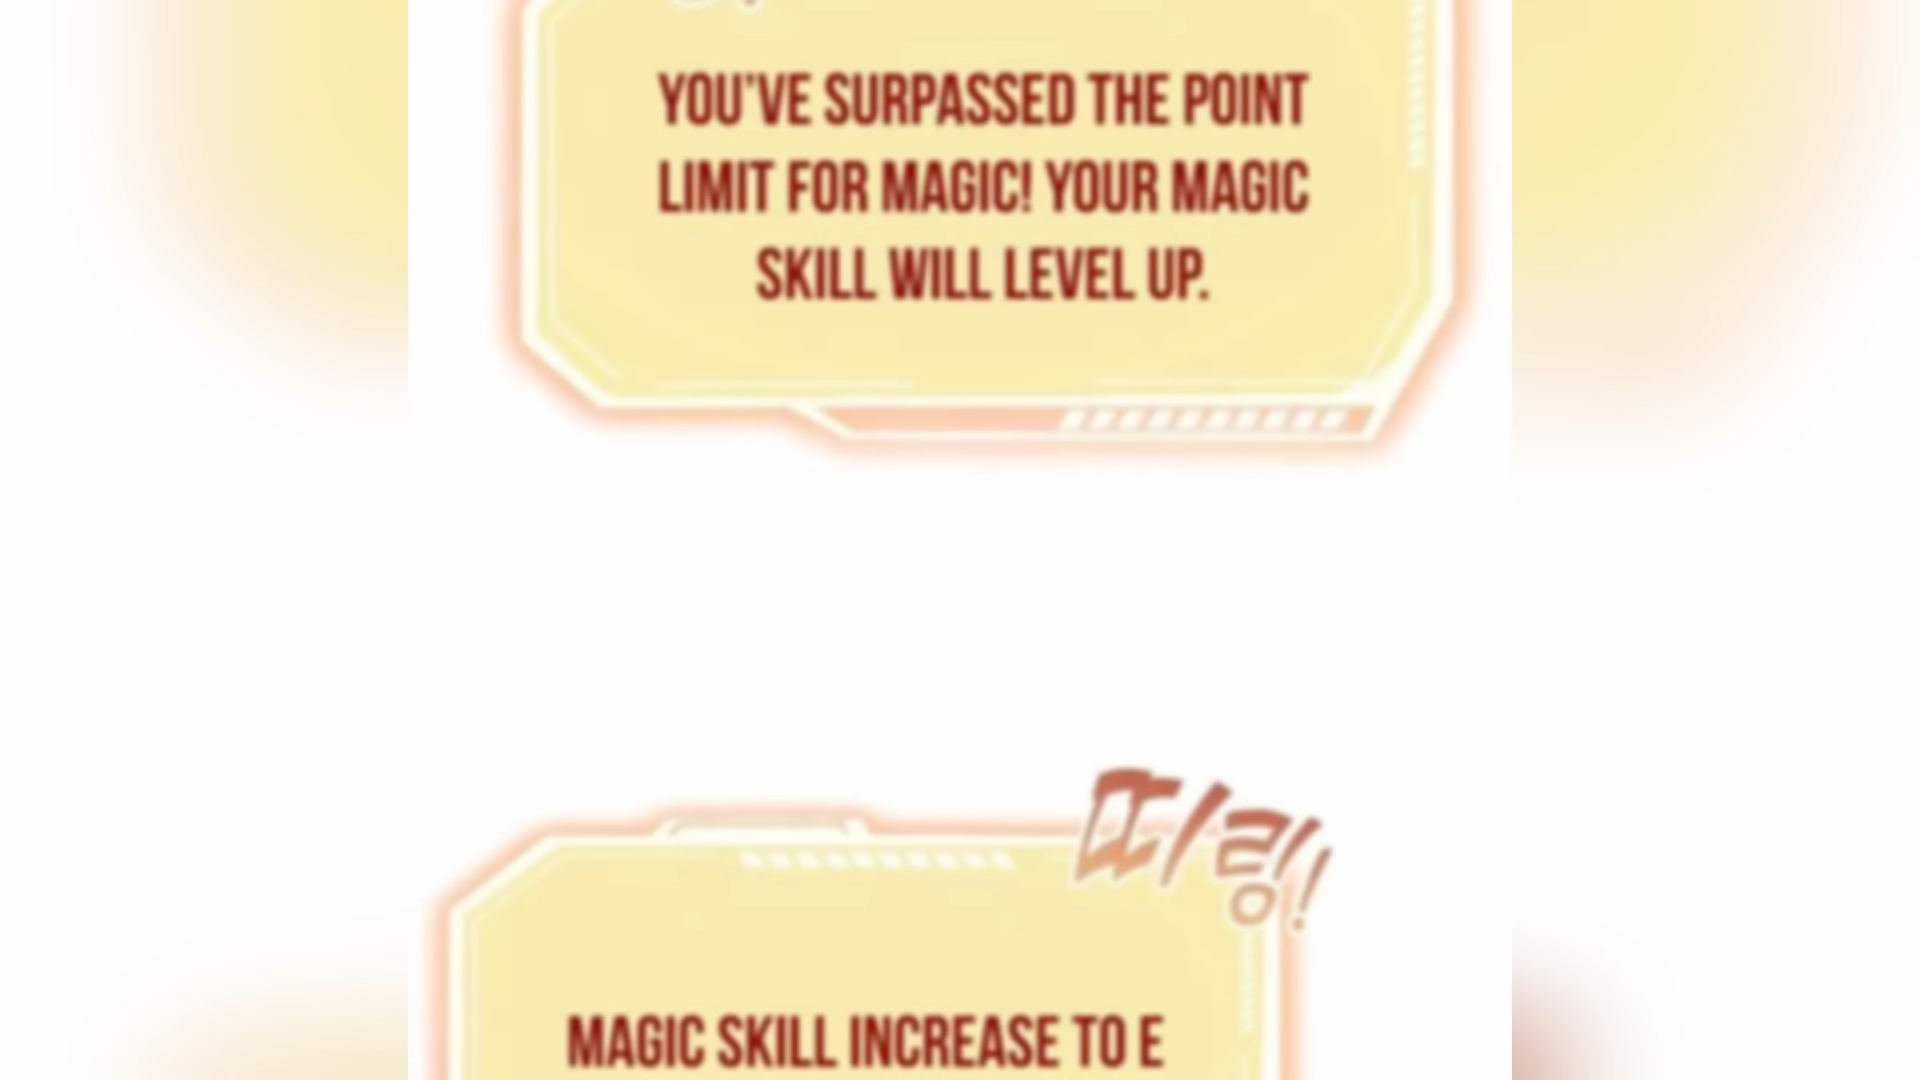 YOU'VE SURPASSED THE POINT
LIMIT FOR MAGIC! YOUR MAGIC
SKILL WILL LEVEL UP.
띠링!
MAGIC SKILL INCREASE TO E